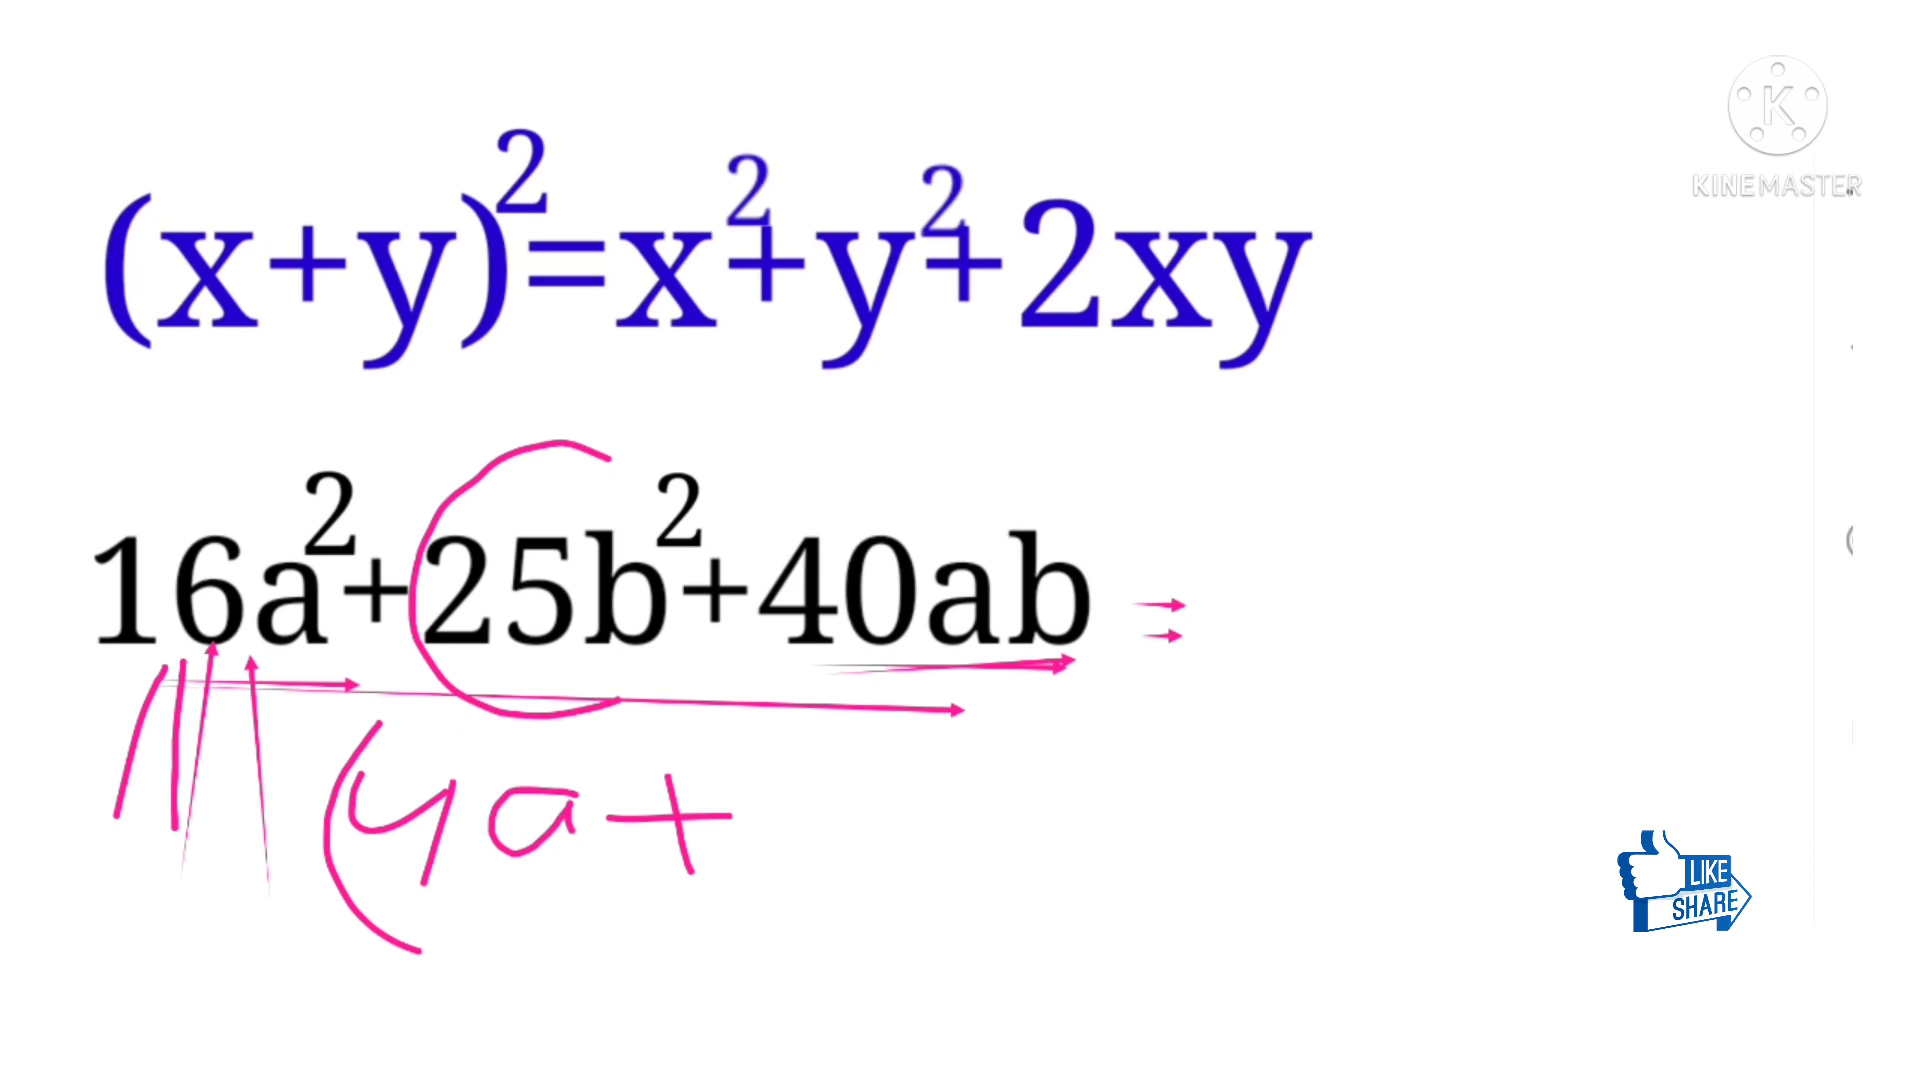 KINEMASTER
(x+y)²=x²+y²+2xy
16a²+25b²+40ab =
(4a+
LIKE
SHARE